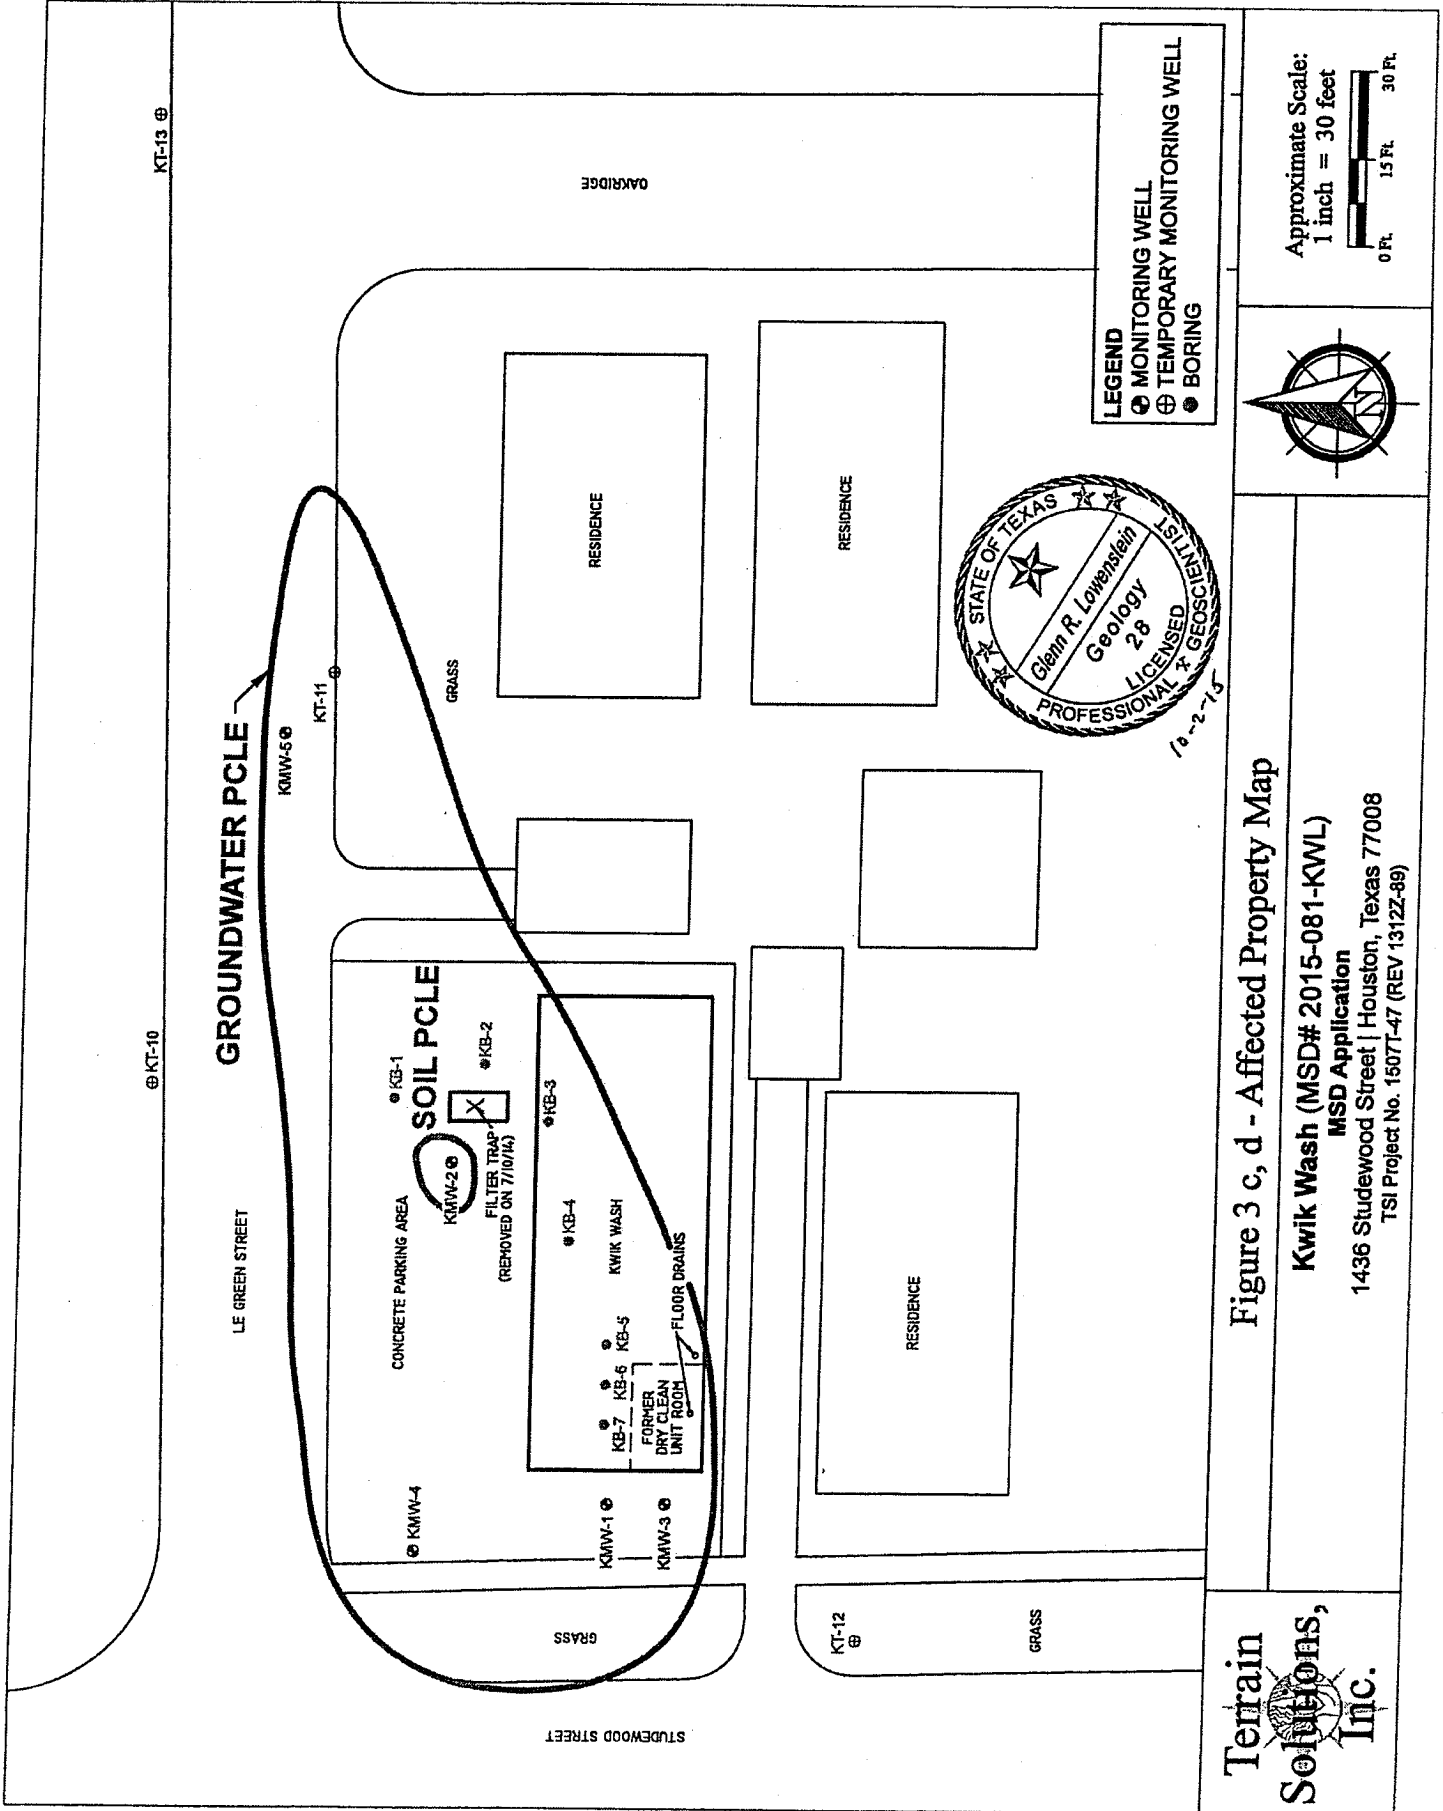 KT-13
KT-10
LE GREEN STREET
GROUNDWATER PCLE
KMW-5
KT-11
GRASS
OAKRIDGE
RESIDENCE
RESIDENCE
RESIDENCE
SOIL PCLE
KB-1
KB-2
KB-3
KB-4
KB-5
KB-6
KB-7
KMW-2
KMW-4
KMW-1
KMW-3
CONCRETE PARKING AREA
FILTER TRAP
(REMOVED ON 7/10/14)
X
KWIK WASH
FLOOR DRAINS
FORMER
DRY CLEAN
UNIT ROOM
GRASS
KT-12
GRASS
STUDEWOOD STREET
STATE OF TEXAS
Glenn R. Lowenstein
Geology
28
LICENSED
PROFESSIONAL GEOSCIENTIST
10-2-15
LEGEND
MONITORING WELL
TEMPORARY MONITORING WELL
BORING
Terrain
Solutions,
Inc.
Figure 3 c, d - Affected Property Map
Kwik Wash (MSD# 2015-081-KWL)
MSD Application
1436 Studewood Street | Houston, Texas 77008
TSI Project No. 1507T-47 (REV 1312Z-89)
N
Approximate Scale:
1 inch = 30 feet
0 Ft. 15 Ft. 30 Ft.